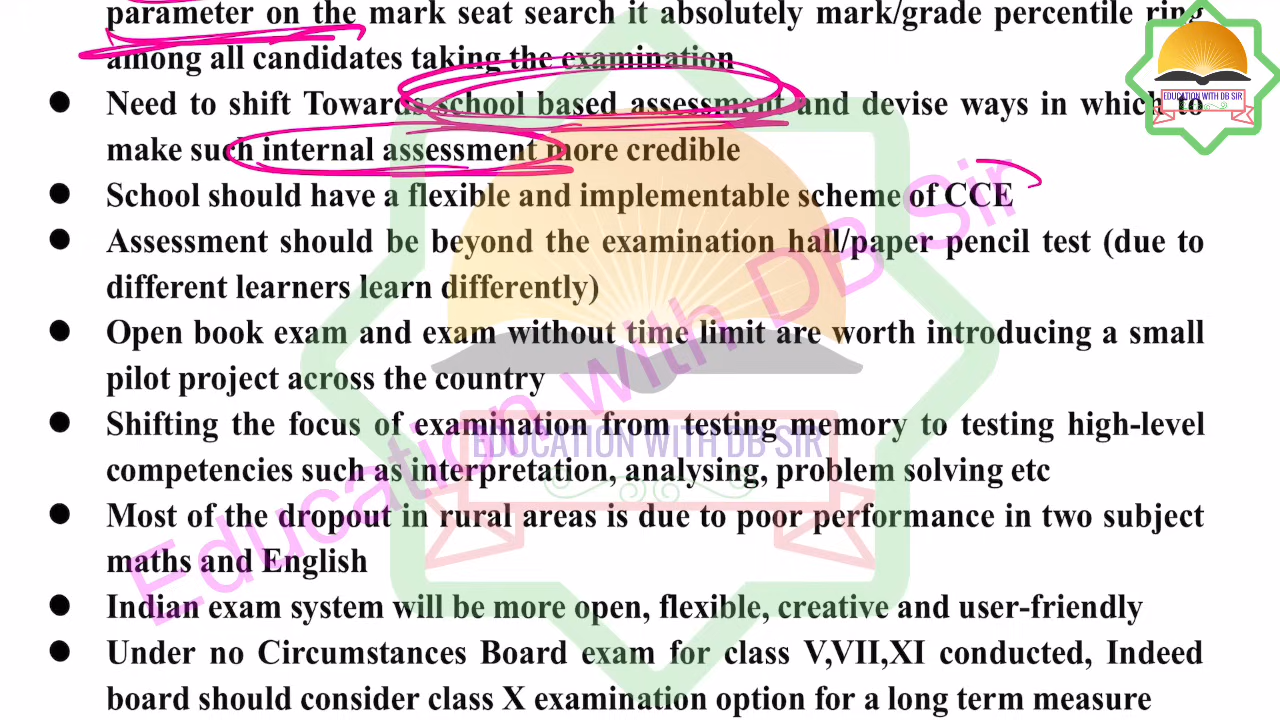 parameter on the mark seat search it absolutely mark/grade percentile ring
among all candidates taking the examination
● Need to shift Towards school based assessment and devise ways in which to
make such internal assessment more credible
● School should have a flexible and implementable scheme of CCE
● Assessment should be beyond the examination hall/paper pencil test (due to
different learners learn differently)
● Open book exam and exam without time limit are worth introducing a small
pilot project across the country
● Shifting the focus of examination from testing memory to testing high-level
competencies such as interpretation, analysing, problem solving etc
● Most of the dropout in rural areas is due to poor performance in two subject
maths and English
● Indian exam system will be more open, flexible, creative and user-friendly
● Under no Circumstances Board exam for class V,VII,XI conducted, Indeed
board should consider class X examination option for a long term measure
EDUCATION WITH DB SIR
Education with DB Sir
EDUCATION WITH DB SIR